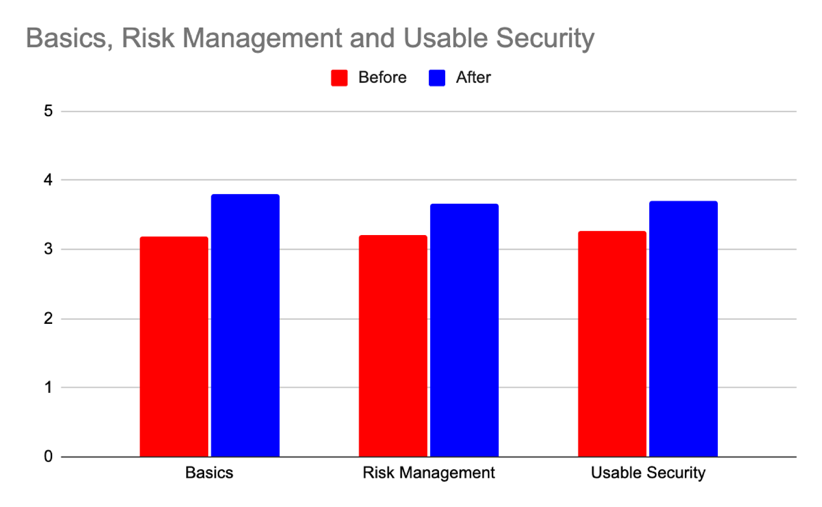 Basics, Risk Management and Usable Security
Before After
5
4
3
2
1
0
Basics Risk Management Usable Security